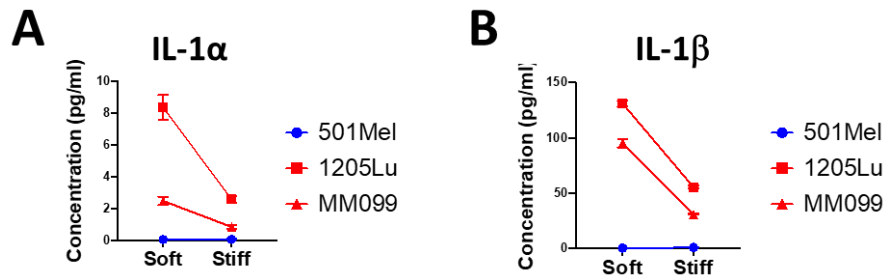 A
IL-1α
Concentration (pg/ml)
10
8
6
4
2
0
Soft Stiff
501Mel
1205Lu
MM099
B
IL-1β
Concentration (pg/ml)
150
100
50
0
Soft Stiff
501Mel
1205Lu
MM099